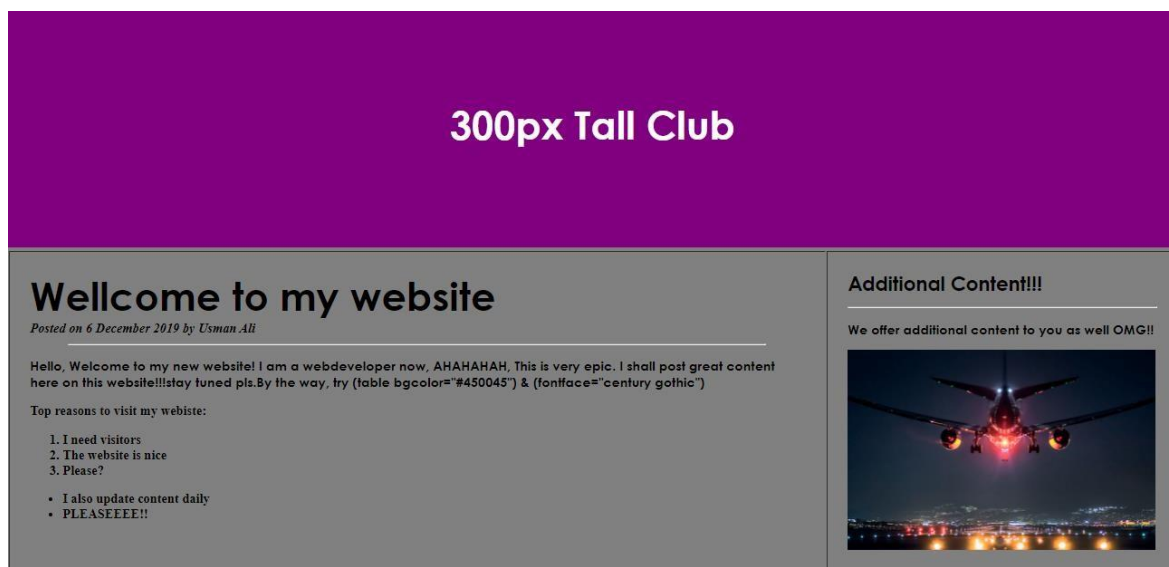 300px Tall Club
Wellcome to my website
Posted on 6 December 2019 by Usman Ali
Hello, Welcome to my new website! I am a webdeveloper now, AHAHAHAH, This is very epic. I shall post great content
here on this website!!!stay tuned pls.By the way, try (table bgcolor="#450045") & (fontface="century gothic")
Top reasons to visit my webiste:
1. I need visitors
2. The website is nice
3. Please?
• I also update content daily
• PLEASEEEE!!
Additional Content!!!
We offer additional content to you as well OMG!!